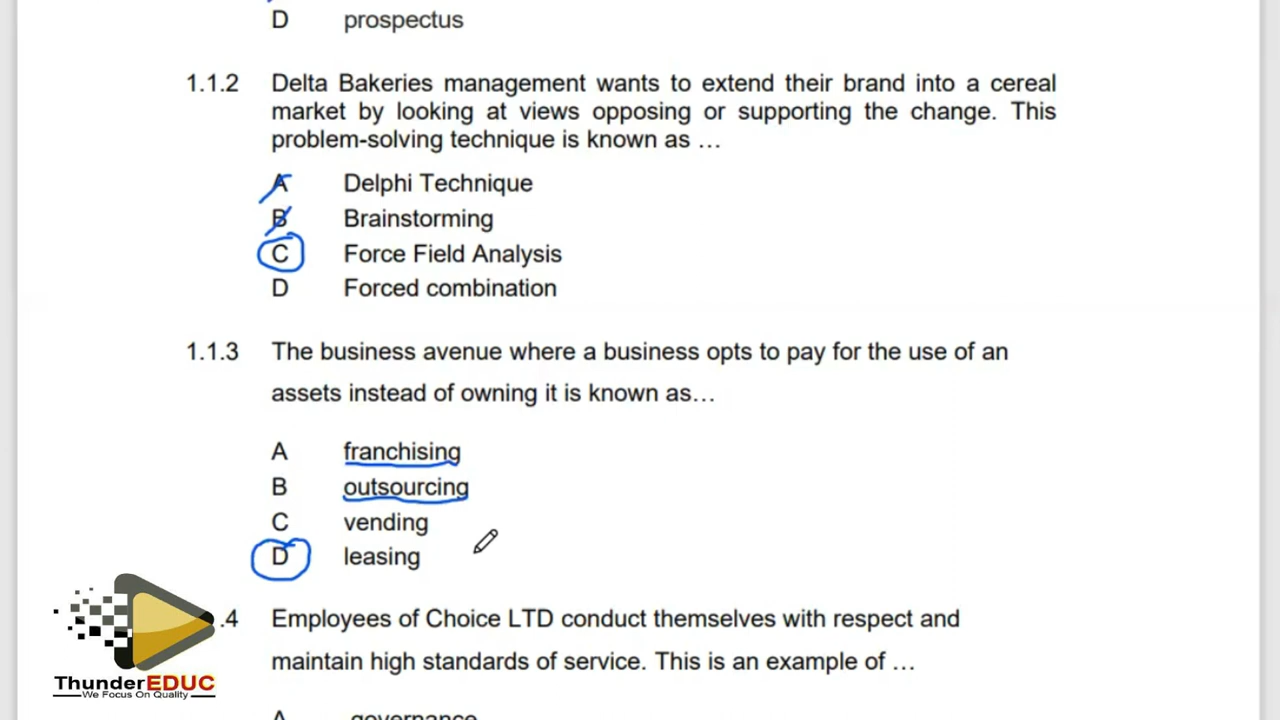 D prospectus
1.1.2 Delta Bakeries management wants to extend their brand into a cereal
market by looking at views opposing or supporting the change. This
problem-solving technique is known as …
A Delphi Technique
B Brainstorming
C Force Field Analysis
D Forced combination
1.1.3 The business avenue where a business opts to pay for the use of an
assets instead of owning it is known as…
A franchising
B outsourcing
C vending
D leasing
.4 Employees of Choice LTD conduct themselves with respect and
maintain high standards of service. This is an example of …
A governance
ThunderEDUC
We Focus On Quality